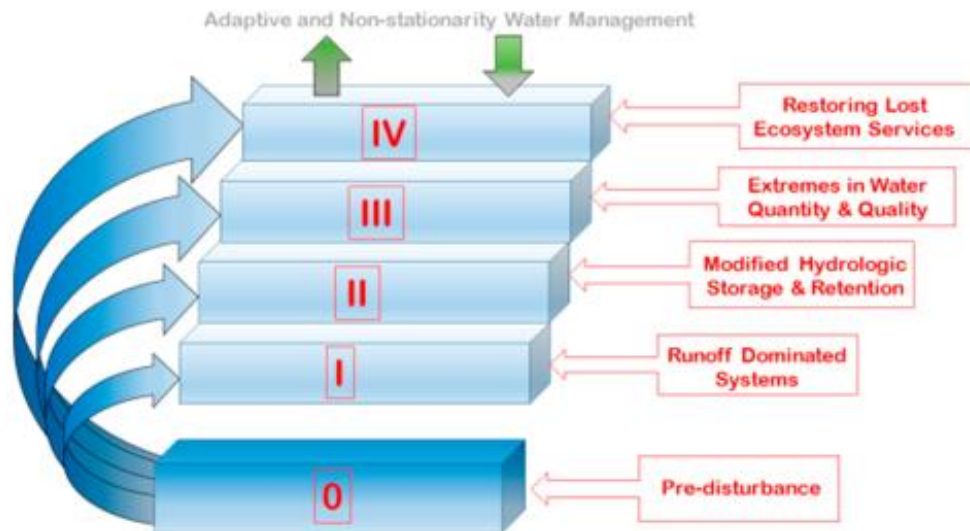 Adaptive and Non-stationarity Water Management
IV
Restoring Lost
Ecosystem Services
III
Extremes in Water
Quantity & Quality
II
Modified Hydrologic
Storage & Retention
I
Runoff Dominated
Systems
0
Pre-disturbance